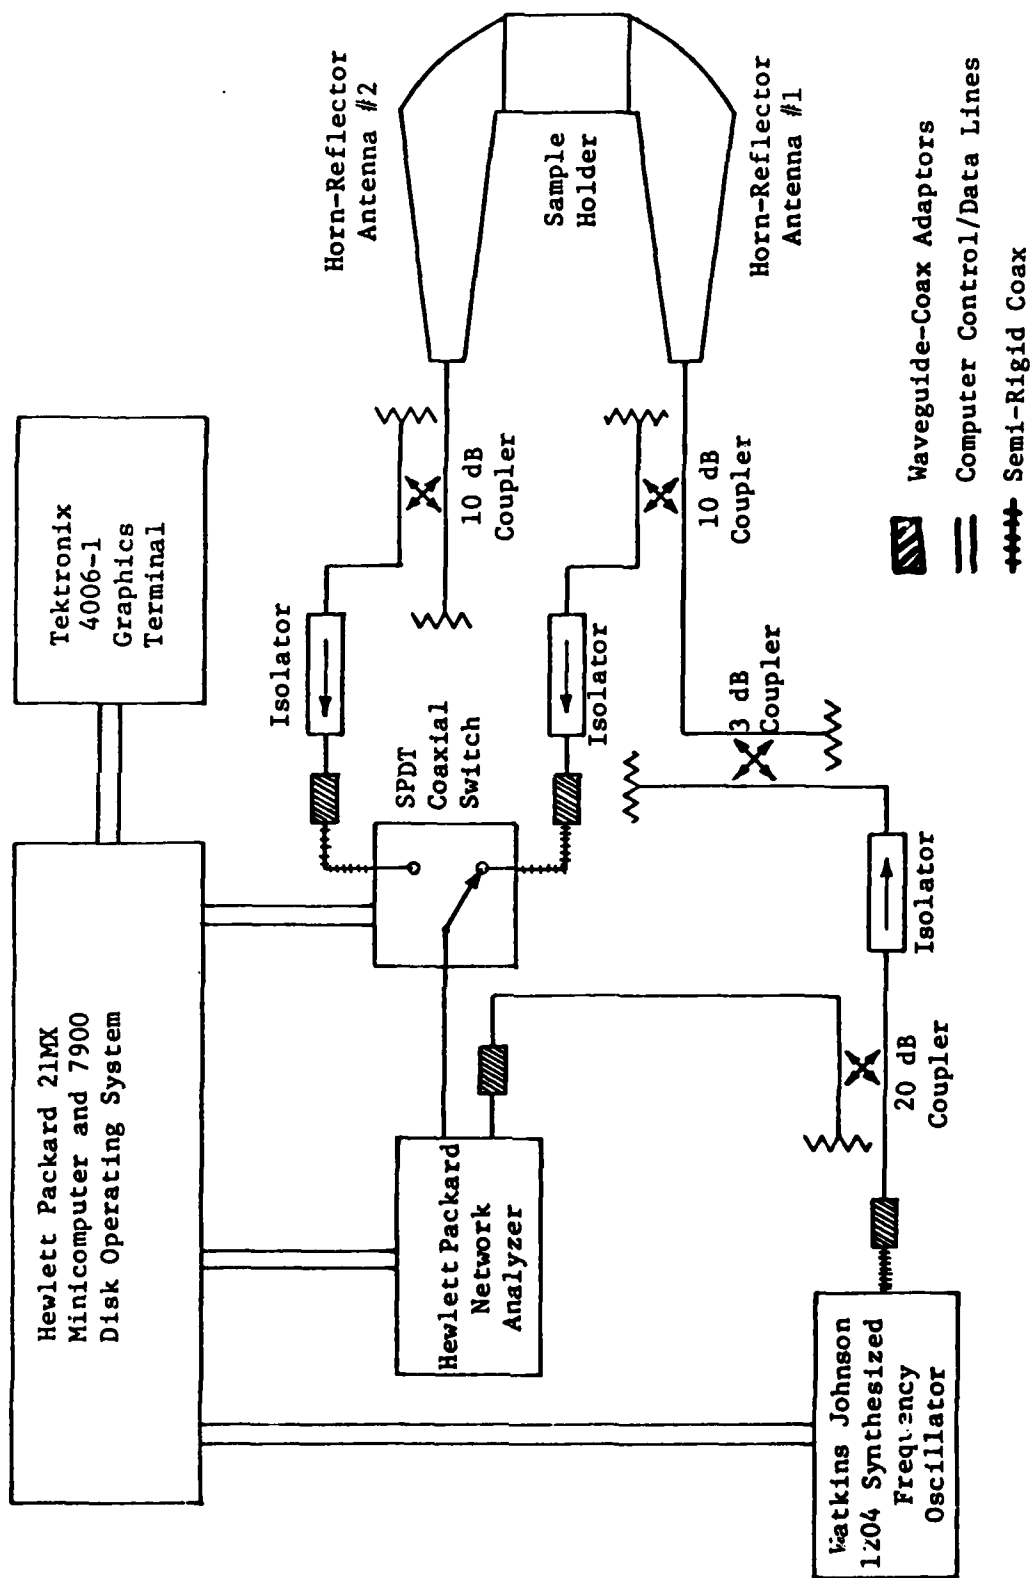 Hewlett Packard 21MX
Minicomputer and 7900
Disk Operating System
Tektronix
4006-1
Graphics
Terminal
Hewlett Packard
Network
Analyzer
SPDT
Coaxial
Switch
Isolator
10 dB
Coupler
Horn-Reflector
Antenna #2
Sample
Holder
Isolator
10 dB
Coupler
Horn-Reflector
Antenna #1
Watkins Johnson
1204 Synthesized
Frequency
Oscillator
20 dB
Coupler
Isolator
3 dB
Coupler
Waveguide-Coax Adaptors
Computer Control/Data Lines
Semi-Rigid Coax